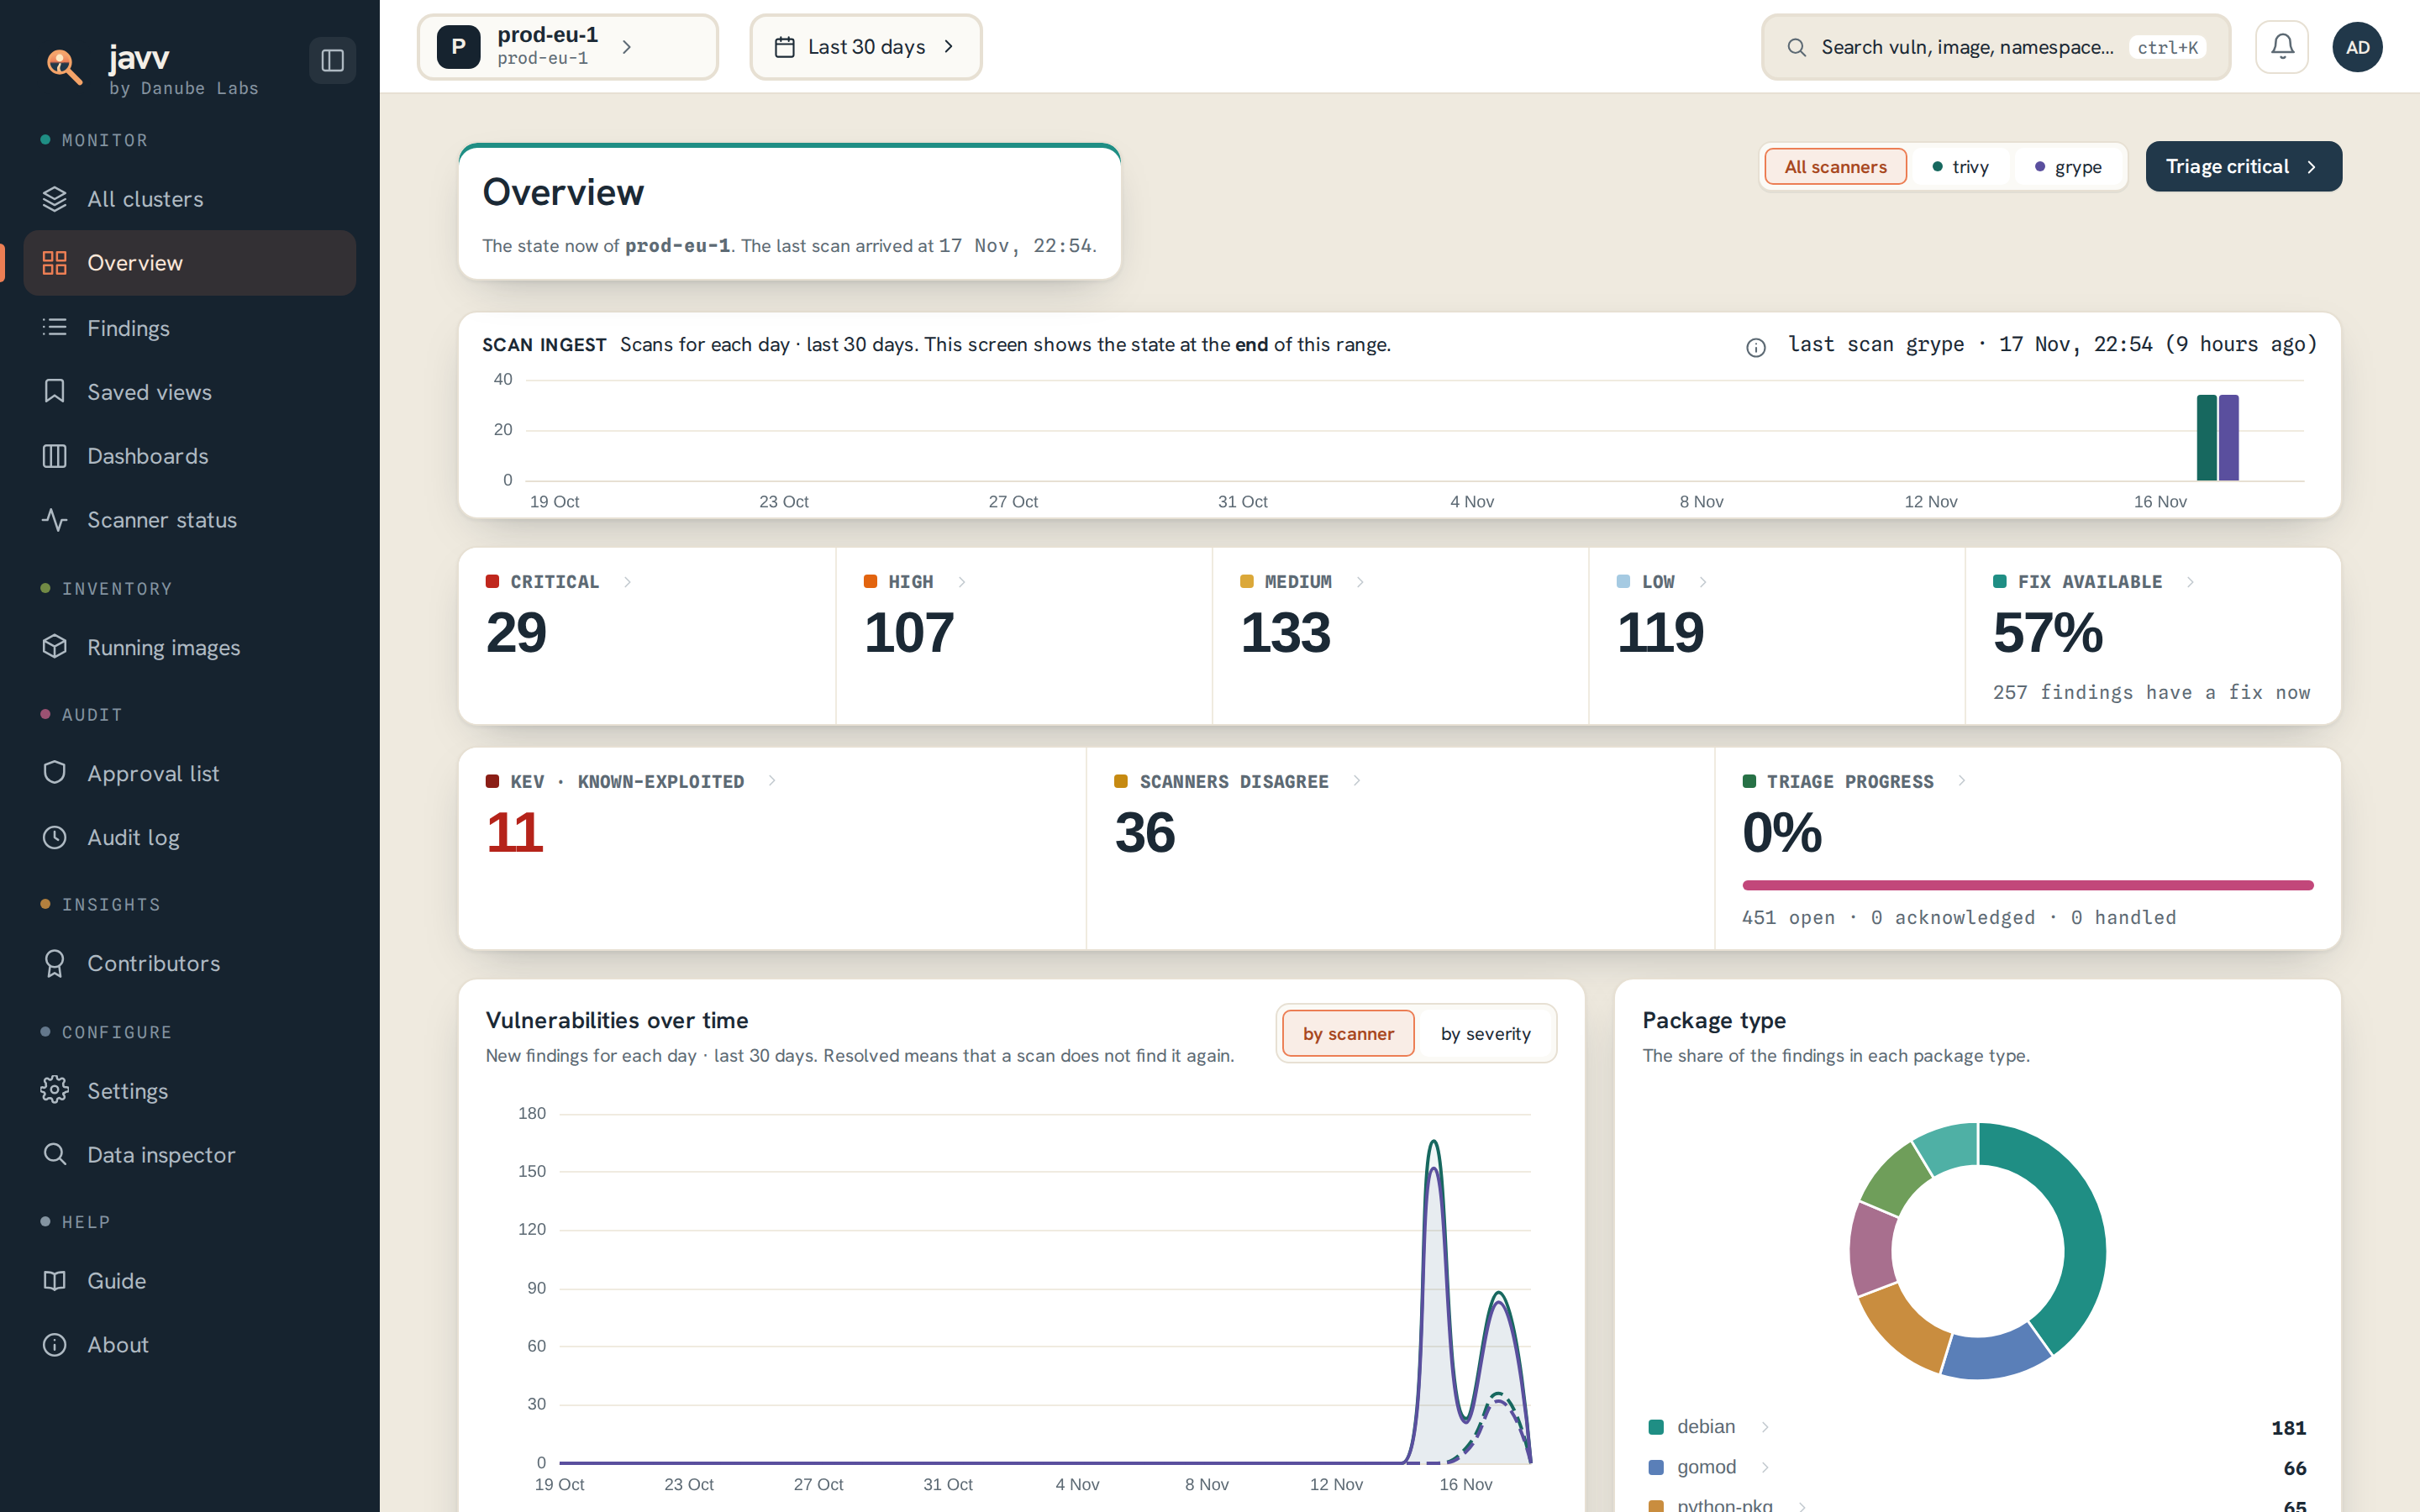 javv
by Danube Labs
MONITOR
All clusters
Overview
Findings
Saved views
Dashboards
Scanner status
INVENTORY
Running images
AUDIT
Approval list
Audit log
INSIGHTS
Contributors
CONFIGURE
Settings
Data inspector
HELP
Guide
About
P prod-eu-1
prod-eu-1
Last 30 days
Search vuln, image, namespace... ctrl+K
AD
Overview
The state now of prod-eu-1. The last scan arrived at 17 Nov, 22:54.
All scanners trivy grype
Triage critical
SCAN INGEST Scans for each day · last 30 days. This screen shows the state at the end of this range.
last scan grype · 17 Nov, 22:54 (9 hours ago)
40
20
0
19 Oct 23 Oct 27 Oct 31 Oct 4 Nov 8 Nov 12 Nov 16 Nov
CRITICAL
29
HIGH
107
MEDIUM
133
LOW
119
FIX AVAILABLE
57%
257 findings have a fix now
KEV · KNOWN-EXPLOITED
11
SCANNERS DISAGREE
36
TRIAGE PROGRESS
0%
451 open · 0 acknowledged · 0 handled
Vulnerabilities over time
New findings for each day · last 30 days. Resolved means that a scan does not find it again.
by scanner by severity
180
150
120
90
60
30
0
19 Oct 23 Oct 27 Oct 31 Oct 4 Nov 8 Nov 12 Nov 16 Nov
Package type
The share of the findings in each package type.
debian 181
gomod 66
python-pkg 65